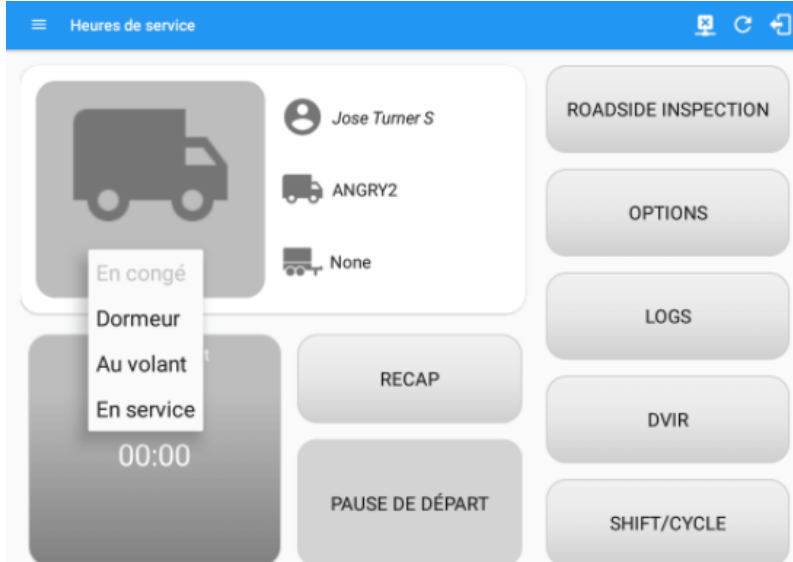 Heures de service
Jose Turner S
ANGRY2
None
En congé
Dormeur
Au volant
En service
00:00
RECAP
PAUSE DE DÉPART
ROADSIDE INSPECTION
OPTIONS
LOGS
DVIR
SHIFT/CYCLE